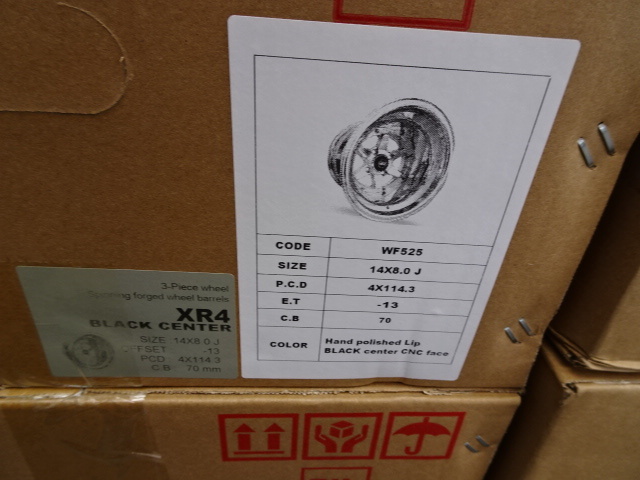 CODE WF525
SIZE 14X8.0 J
P.C.D 4X114.3
E.T -13
C.B 70
COLOR Hand polished Lip
BLACK center CNC face
3-Piece wheel
forged wheel barrels
XR4
BLACK CENTER
SIZE : 14X8.0 J
OFFSET: -13
PCD : 4X114.3
C.B : 70 mm